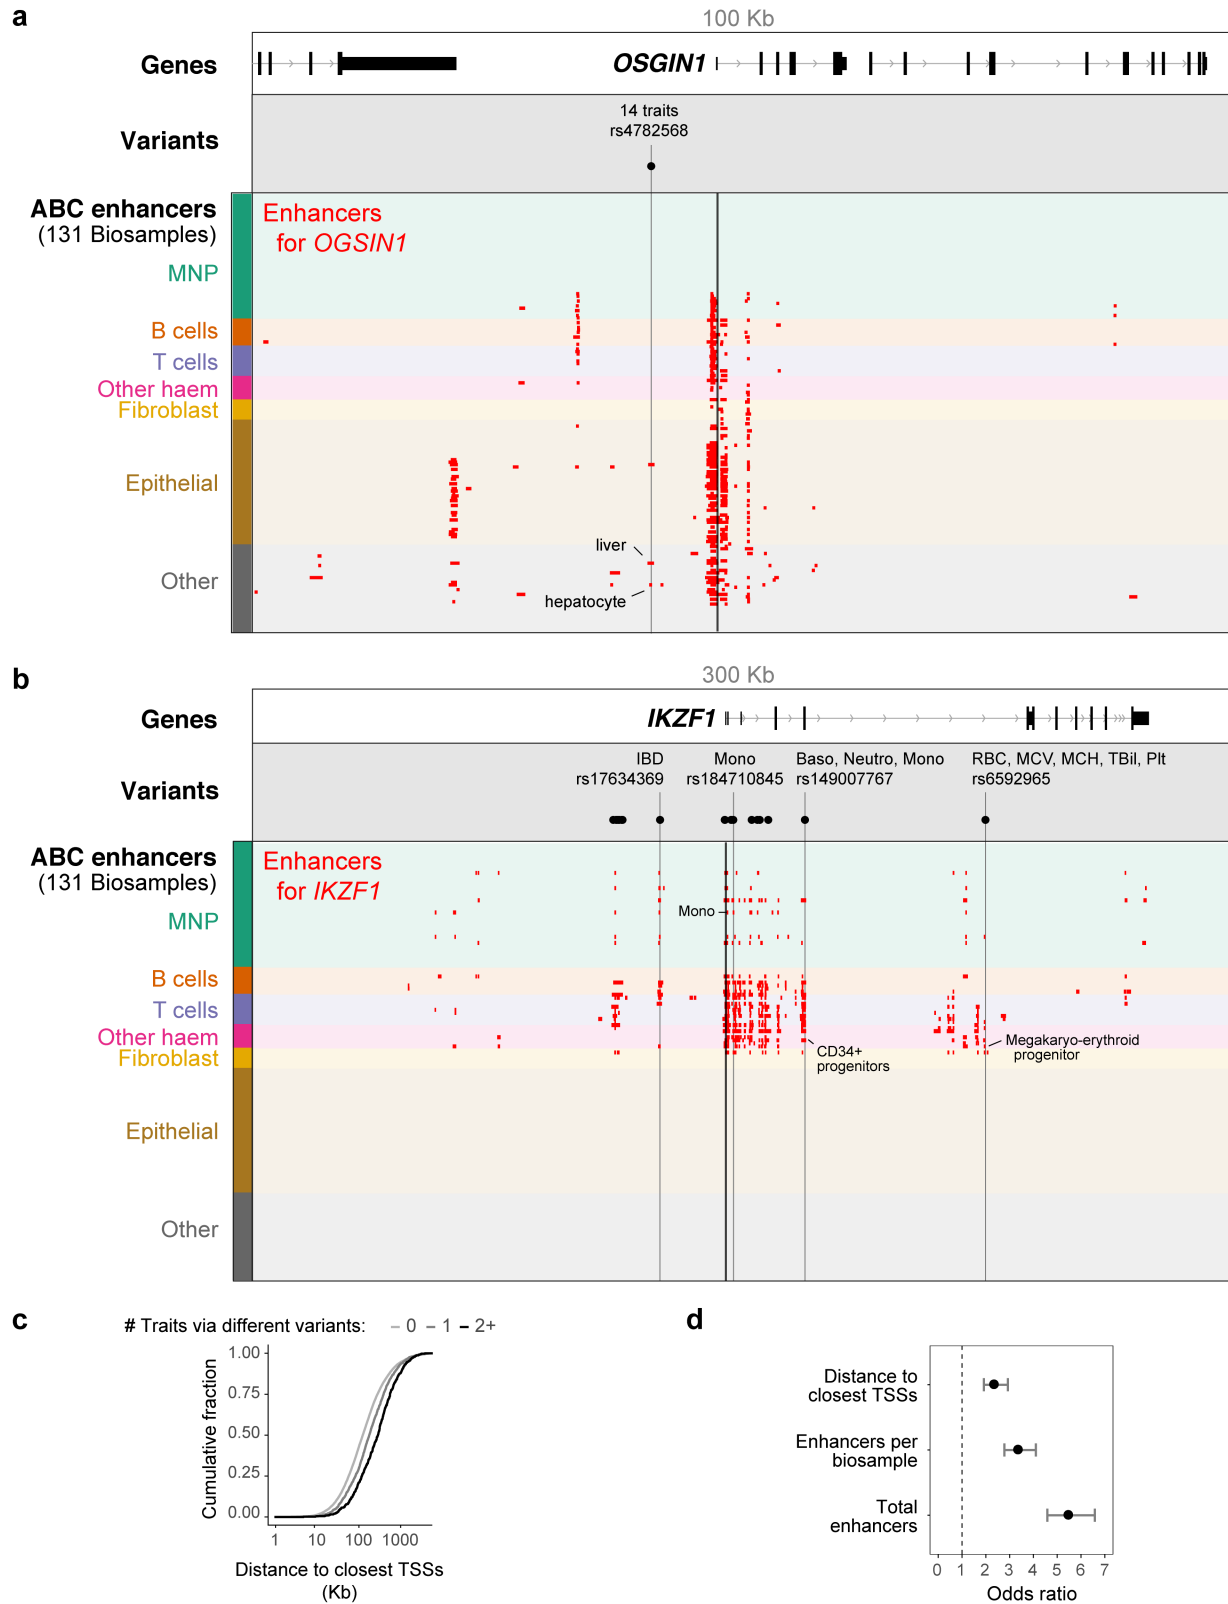 a
100 Kb
Genes
OSGIN1
Variants
14 traits
rs4782568
ABC enhancers
(131 Biosamples)
Enhancers
for OGSIN1
MNP
B cells
T cells
Other haem
Fibroblast
Epithelial
Other
liver
hepatocyte
b
300 Kb
Genes
IKZF1
Variants
IBD
rs17634369
Mono
rs184710845
Baso, Neutro, Mono
rs149007767
RBC, MCV, MCH, TBil, Plt
rs6592965
ABC enhancers
(131 Biosamples)
Enhancers
for IKZF1
MNP
Mono
B cells
T cells
Other haem
Fibroblast
Epithelial
Other
CD34+
progenitors
Megakaryo-erythroid
progenitor
c
# Traits via different variants: 0 1 2+
Cumulative fraction
1.00
0.75
0.50
0.25
0.00
1 10 100 1000
Distance to closest TSSs
(Kb)
d
Distance to
closest TSSs
Enhancers per
biosample
Total
enhancers
0 1 2 3 4 5 6 7
Odds ratio